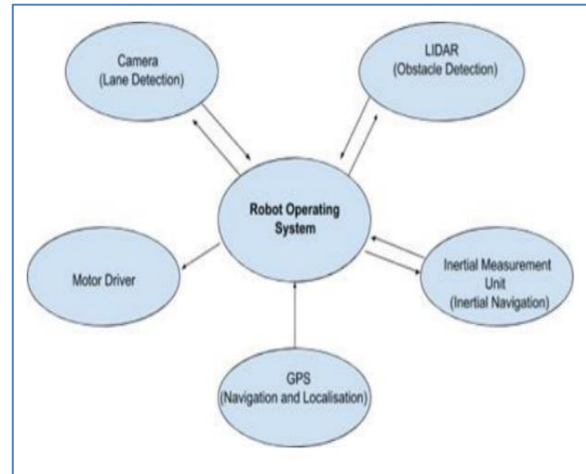 Camera
(Lane Detection)
LIDAR
(Obstacle Detection)
Robot Operating
System
Motor Driver
Inertial Measurement
Unit
(Inertial Navigation)
GPS
(Navigation and Localisation)